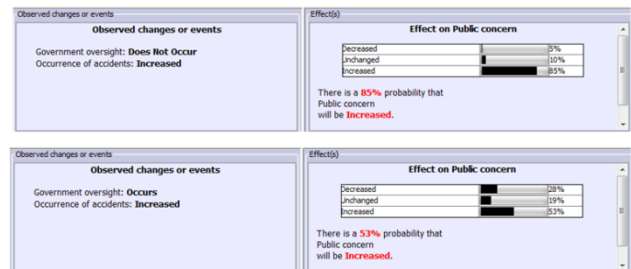 Observed changes or events
Effect(s)
Observed changes or events
Government oversight: Does Not Occur
Occurrence of accidents: Increased
Effect on Public concern
Decreased 5%
Unchanged 10%
Increased 85%
There is a 85% probability that
Public concern
will be Increased.
Observed changes or events
Effect(s)
Observed changes or events
Government oversight: Occurs
Occurrence of accidents: Increased
Effect on Public concern
Decreased 28%
Unchanged 19%
Increased 53%
There is a 53% probability that
Public concern
will be Increased.